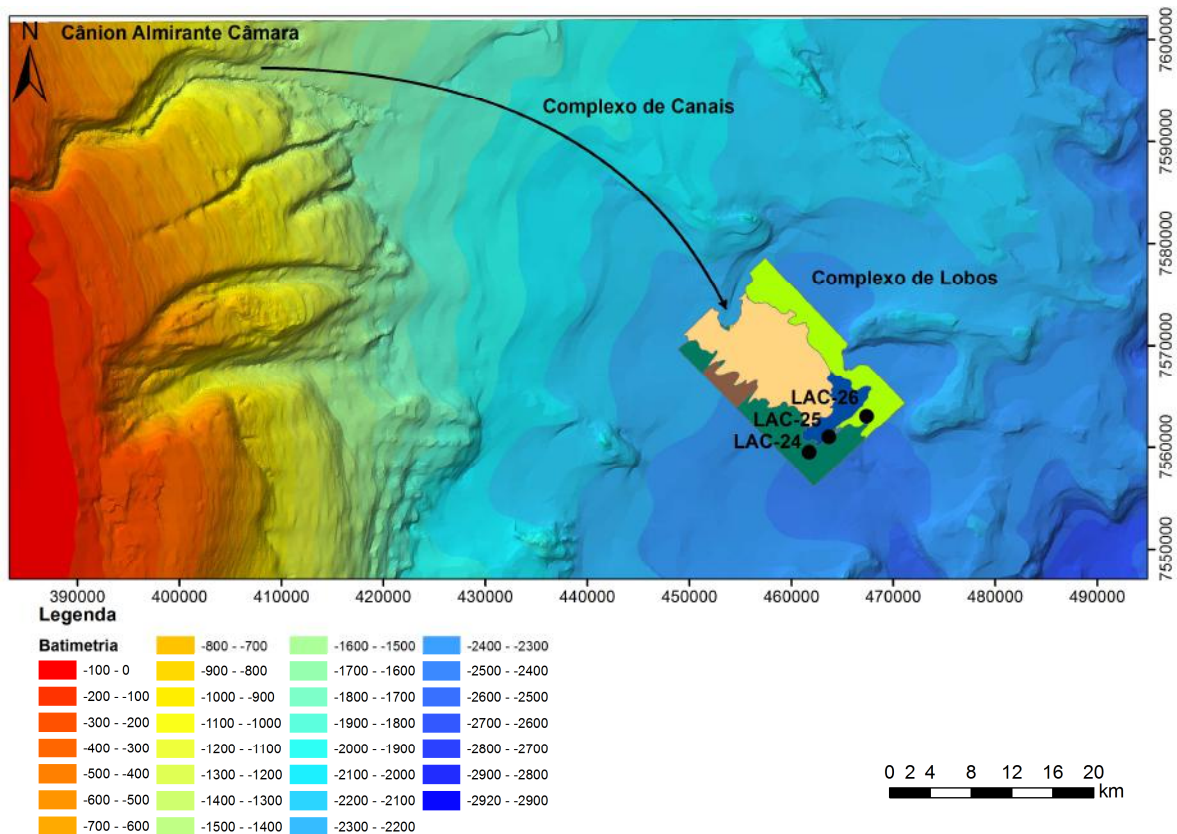 N
Cânion Almirante Câmara
Complexo de Canais
Complexo de Lobos
LAC-26
LAC-25
LAC-24
7600000
7590000
7580000
7570000
7560000
7550000
390000 400000 410000 420000 430000 440000 450000 460000 470000 480000 490000
Legenda
Batimetria
-100 - 0
-200 - -100
-300 - -200
-400 - -300
-500 - -400
-600 - -500
-700 - -600
-800 - -700
-900 - -800
-1000 - -900
-1100 - -1000
-1200 - -1100
-1300 - -1200
-1400 - -1300
-1500 - -1400
-1600 - -1500
-1700 - -1600
-1800 - -1700
-1900 - -1800
-2000 - -1900
-2100 - -2000
-2200 - -2100
-2300 - -2200
-2400 - -2300
-2500 - -2400
-2600 - -2500
-2700 - -2600
-2800 - -2700
-2900 - -2800
-2920 - -2900
0 2 4 8 12 16 20
km